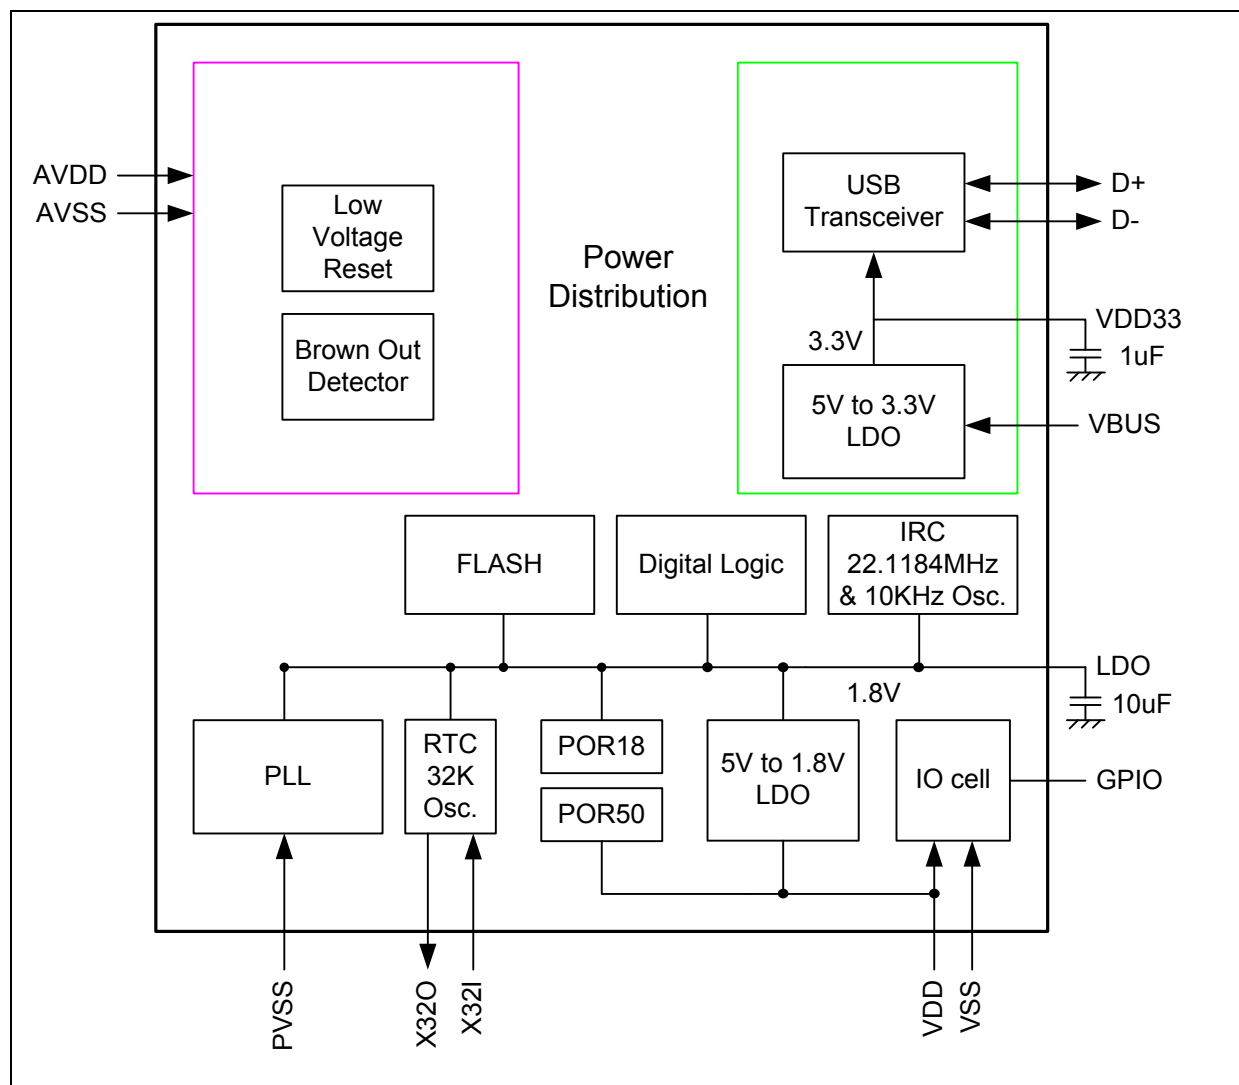 AVDD
AVSS
Low
Voltage
Reset
Brown Out
Detector
Power
Distribution
USB
Transceiver
D+
D-
3.3V
VDD33
1uF
5V to 3.3V
LDO
VBUS
FLASH
Digital Logic
IRC
22.1184MHz
& 10KHz Osc.
1.8V
LDO
10uF
PLL
RTC
32K
Osc.
POR18
POR50
5V to 1.8V
LDO
IO cell
GPIO
PVSS
X32O
X32I
VDD
VSS